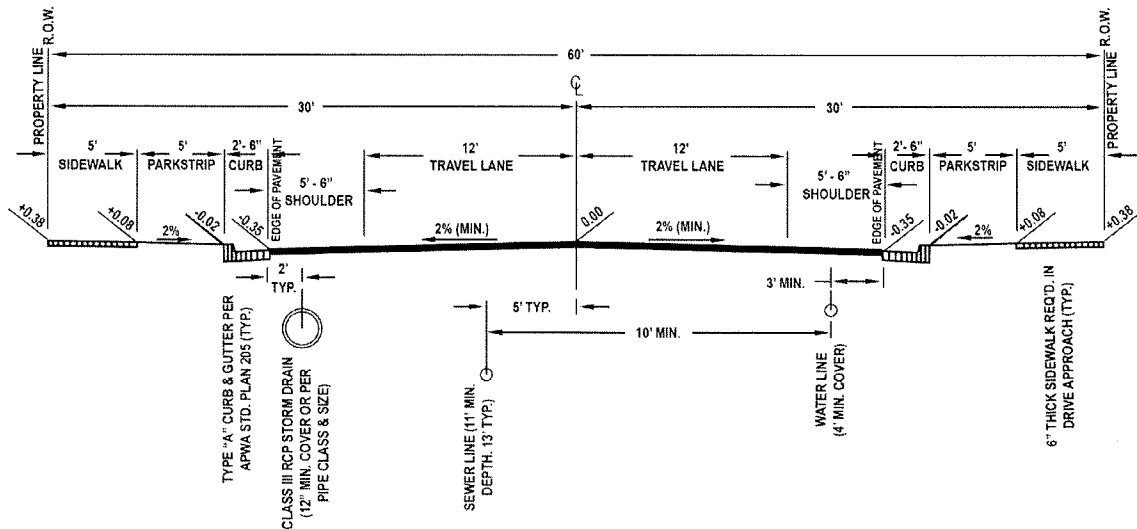 PROPERTY LINE R.O.W.
PROPERTY LINE R.O.W.
60'
℄
30'
30'
5'
SIDEWALK
5'
PARKSTRIP
2'- 6"
CURB
EDGE OF PAVEMENT
5' - 6"
SHOULDER
12'
TRAVEL LANE
12'
TRAVEL LANE
5' - 6"
SHOULDER
EDGE OF PAVEMENT
2'- 6"
CURB
5'
PARKSTRIP
5'
SIDEWALK
+0.38
+0.08
-0.02
-0.35
0.00
-0.35
-0.02
+0.08
+0.38
2%
2% (MIN.)
2% (MIN.)
2%
2'
TYP.
5' TYP.
3' MIN.
10' MIN.
TYPE "A" CURB & GUTTER PER
APWA STD. PLAN 205 (TYP.)
CLASS III RCP STORM DRAIN
(12" MIN. COVER OR PER
PIPE CLASS & SIZE)
SEWER LINE (11' MIN.
DEPTH. 13' TYP.)
WATER LINE
(4' MIN. COVER)
6" THICK SIDEWALK REQ'D. IN
DRIVE APPROACH (TYP.)